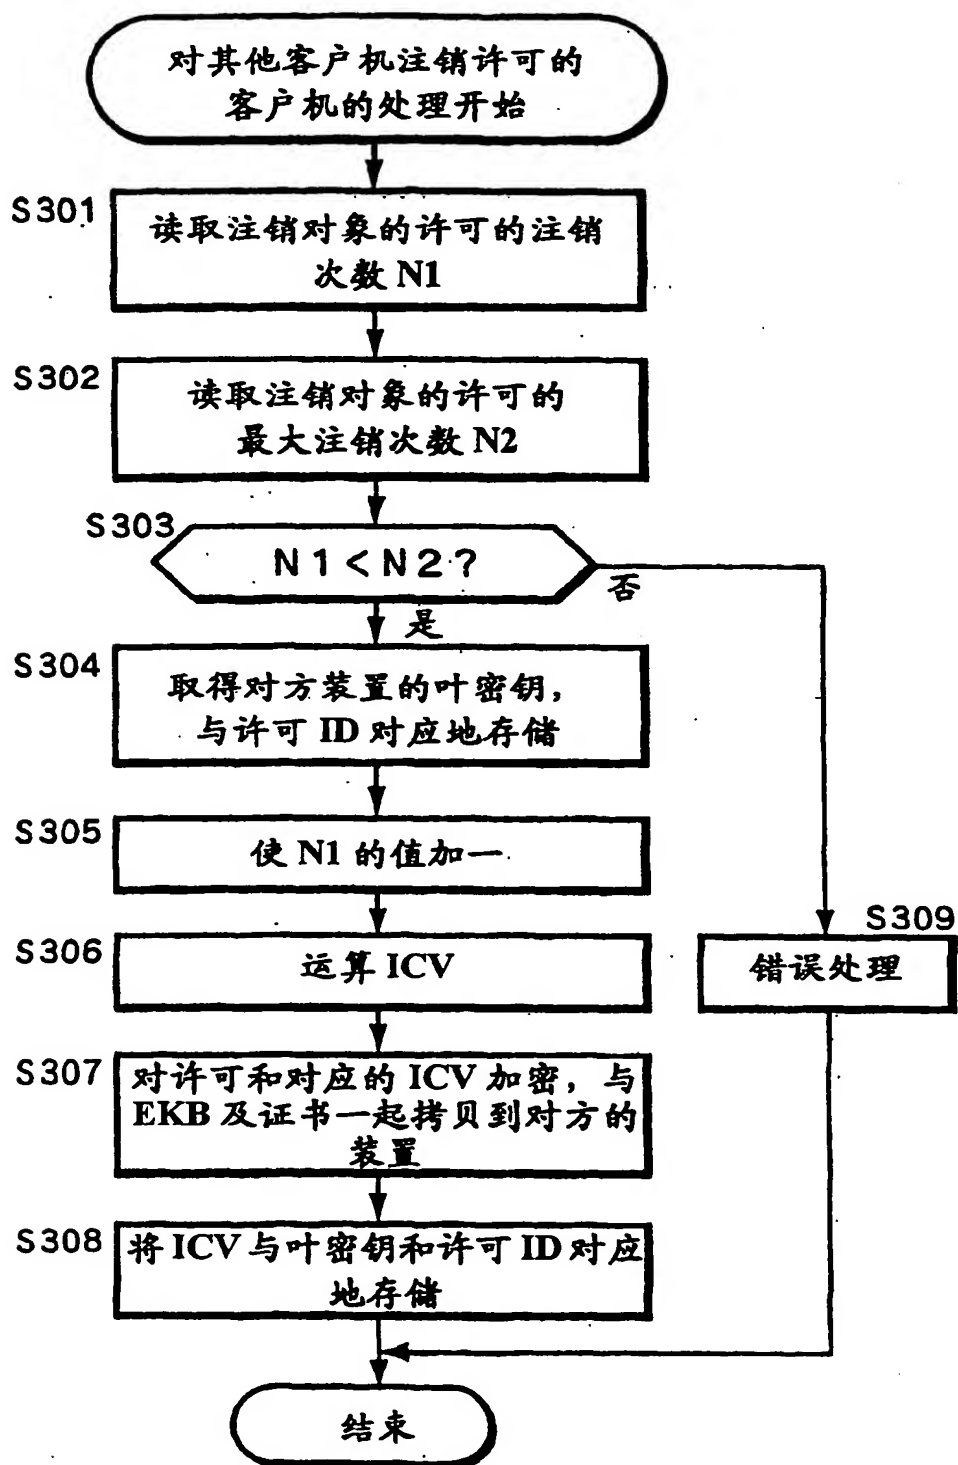 对其他客户机注销许可的
客户机的处理开始
S301
读取注销对象的许可的注销
次数 N1
S302
读取注销对象的许可的
最大注销次数 N2
S303
N1<N2?
否
是
S304
取得对方装置的叶密钥,
与许可 ID 对应地存储
S305
使 N1 的值加一
S306
运算 ICV
S309
错误处理
S307
对许可和对应的 ICV 加密, 与
EKB 及证书一起拷贝到对方的
装置
S308
将 ICV 与叶密钥和许可 ID 对应
地存储
结束